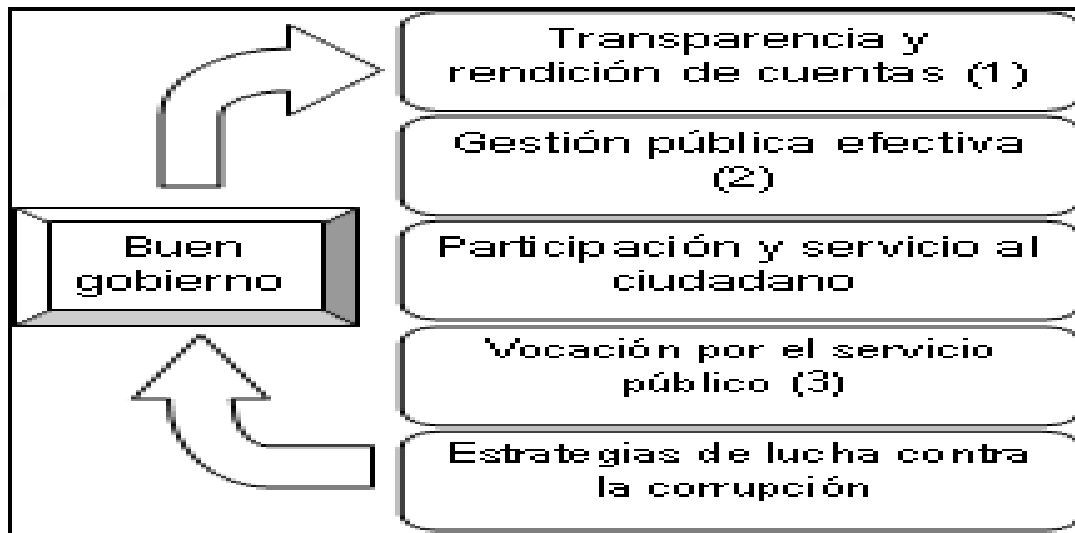 Transparencia y
rendición de cuentas (1)
Gestión pública efectiva
(2)
Buen
gobierno
Participación y servicio al
ciudadano
Vocación por el servicio
público (3)
Estrategias de lucha contra
la corrupción